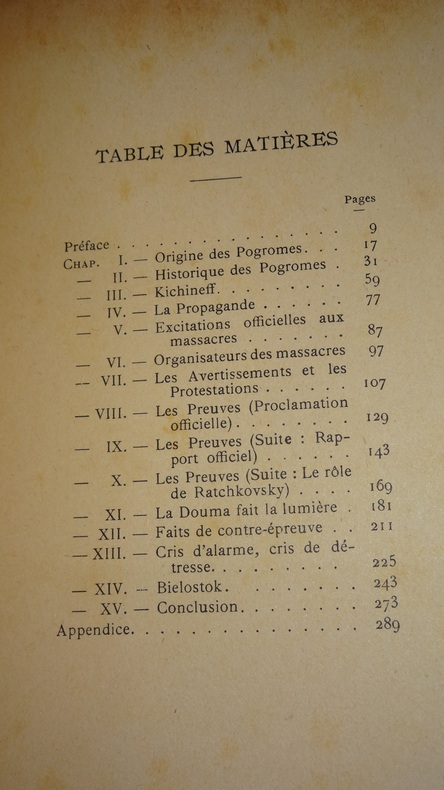 TABLE DES MATIÈRES
Pages
Préface . . . . . . . . . . . . . . . 9
CHAP. I. — Origine des Pogromes. . . 17
— II. — Historique des Pogromes . 31
— III. — Kichineff. . . . . . . . . 59
— IV. — La Propagande . . . . . . 77
— V. — Excitations officielles aux
massacres . . . . . . . 87
— VI. — Organisateurs des massacres 97
— VII. — Les Avertissements et les
Protestations . . . . . . 107
— VIII. — Les Preuves (Proclamation
officielle) . . . . . . . . 129
— IX. — Les Preuves (Suite : Rap-
port officiel) . . . . . . 143
— X. — Les Preuves (Suite : Le rôle
de Ratchkovsky) . . . . 169
— XI. — La Douma fait la lumière . 181
— XII. — Faits de contre-épreuve . . 211
— XIII. — Cris d'alarme, cris de dé-
tresse. . . . . . . . . 225
— XIV. — Bielostok . . . . . . . . 243
— XV. — Conclusion. . . . . . . . 273
Appendice. . . . . . . . . . . . . . . 289